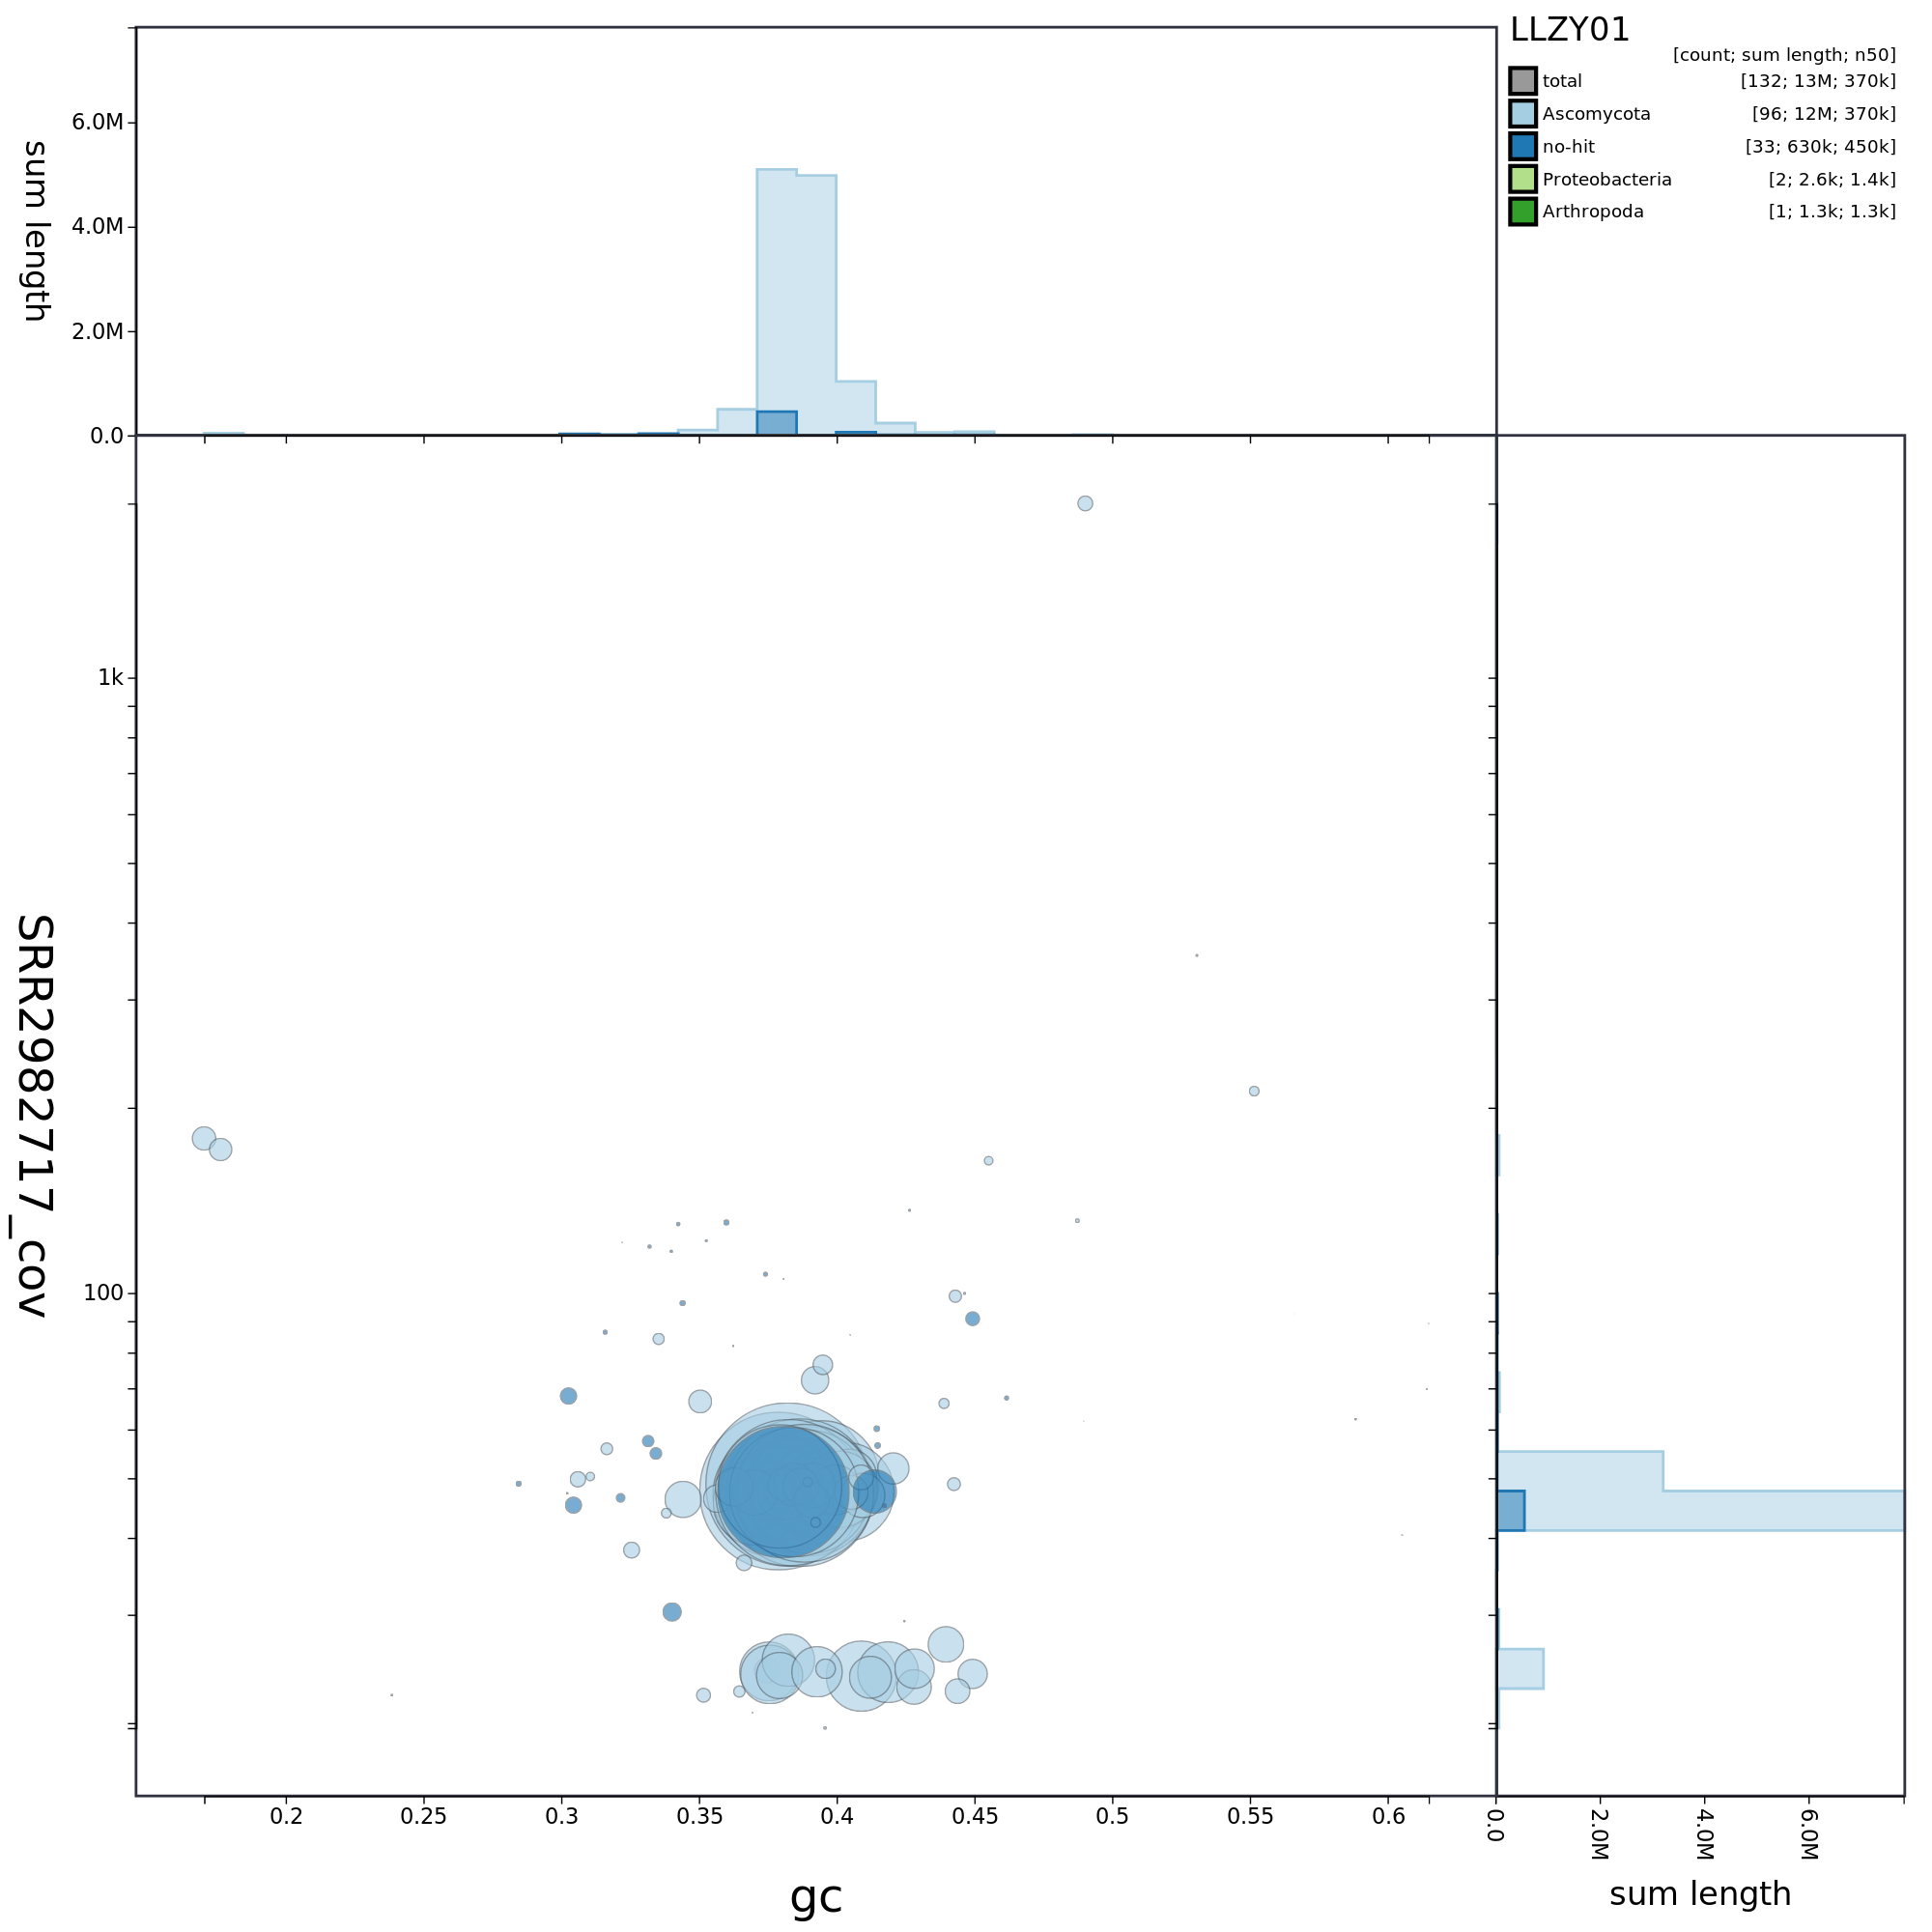 LLZY01
[count; sum length; n50]
total [132; 13M; 370k]
Ascomycota [96; 12M; 370k]
no-hit [33; 630k; 450k]
Proteobacteria [2; 2.6k; 1.4k]
Arthropoda [1; 1.3k; 1.3k]
sum length
6.0M
4.0M
2.0M
0.0
SRR2982717_cov
1k
100
0.2 0.25 0.3 0.35 0.4 0.45 0.5 0.55 0.6
gc
0.0 2.0M 4.0M 6.0M
sum length